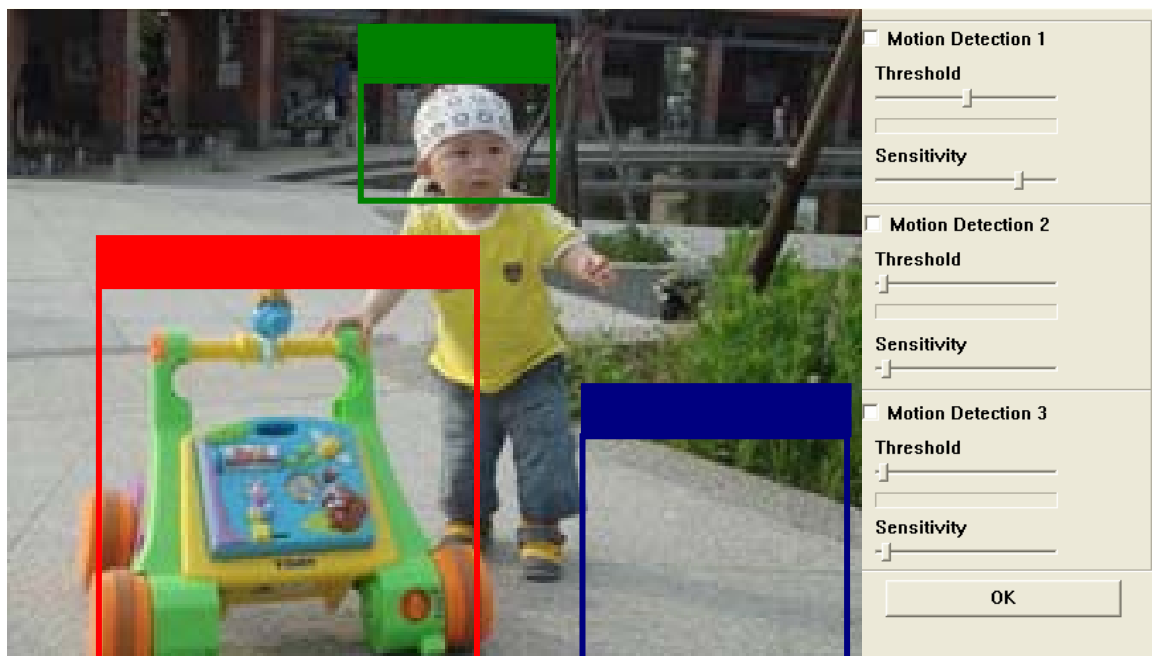 Motion Detection 1
Threshold
Sensitivity
Motion Detection 2
Threshold
Sensitivity
Motion Detection 3
Threshold
Sensitivity
OK